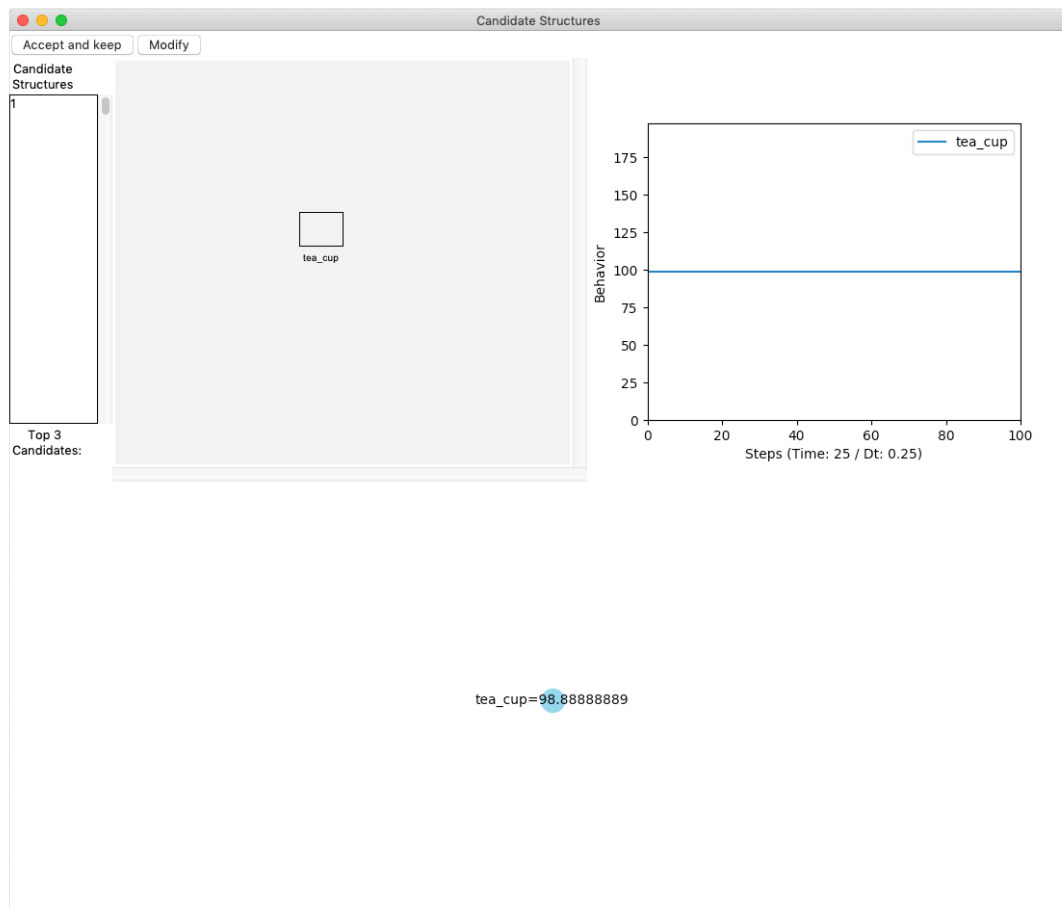 Candidate Structures
Accept and keep
Modify
Candidate
Structures
1
Top 3
Candidates:
tea_cup
tea_cup
Behavior
175
150
125
100
75
50
25
0
0 20 40 60 80 100
Steps (Time: 25 / Dt: 0.25)
tea_cup=98.88888889